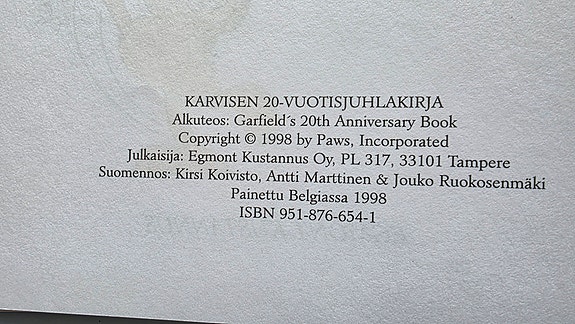 KARVISEN 20-VUOTISJUHLAKIRJA
Alkuteos: Garfield´s 20th Anniversary Book
Copyright © 1998 by Paws, Incorporated
Julkaisija: Egmont Kustannus Oy, PL 317, 33101 Tampere
Suomennos: Kirsi Koivisto, Antti Marttinen & Jouko Ruokosenmäki
Painettu Belgiassa 1998
ISBN 951-876-654-1